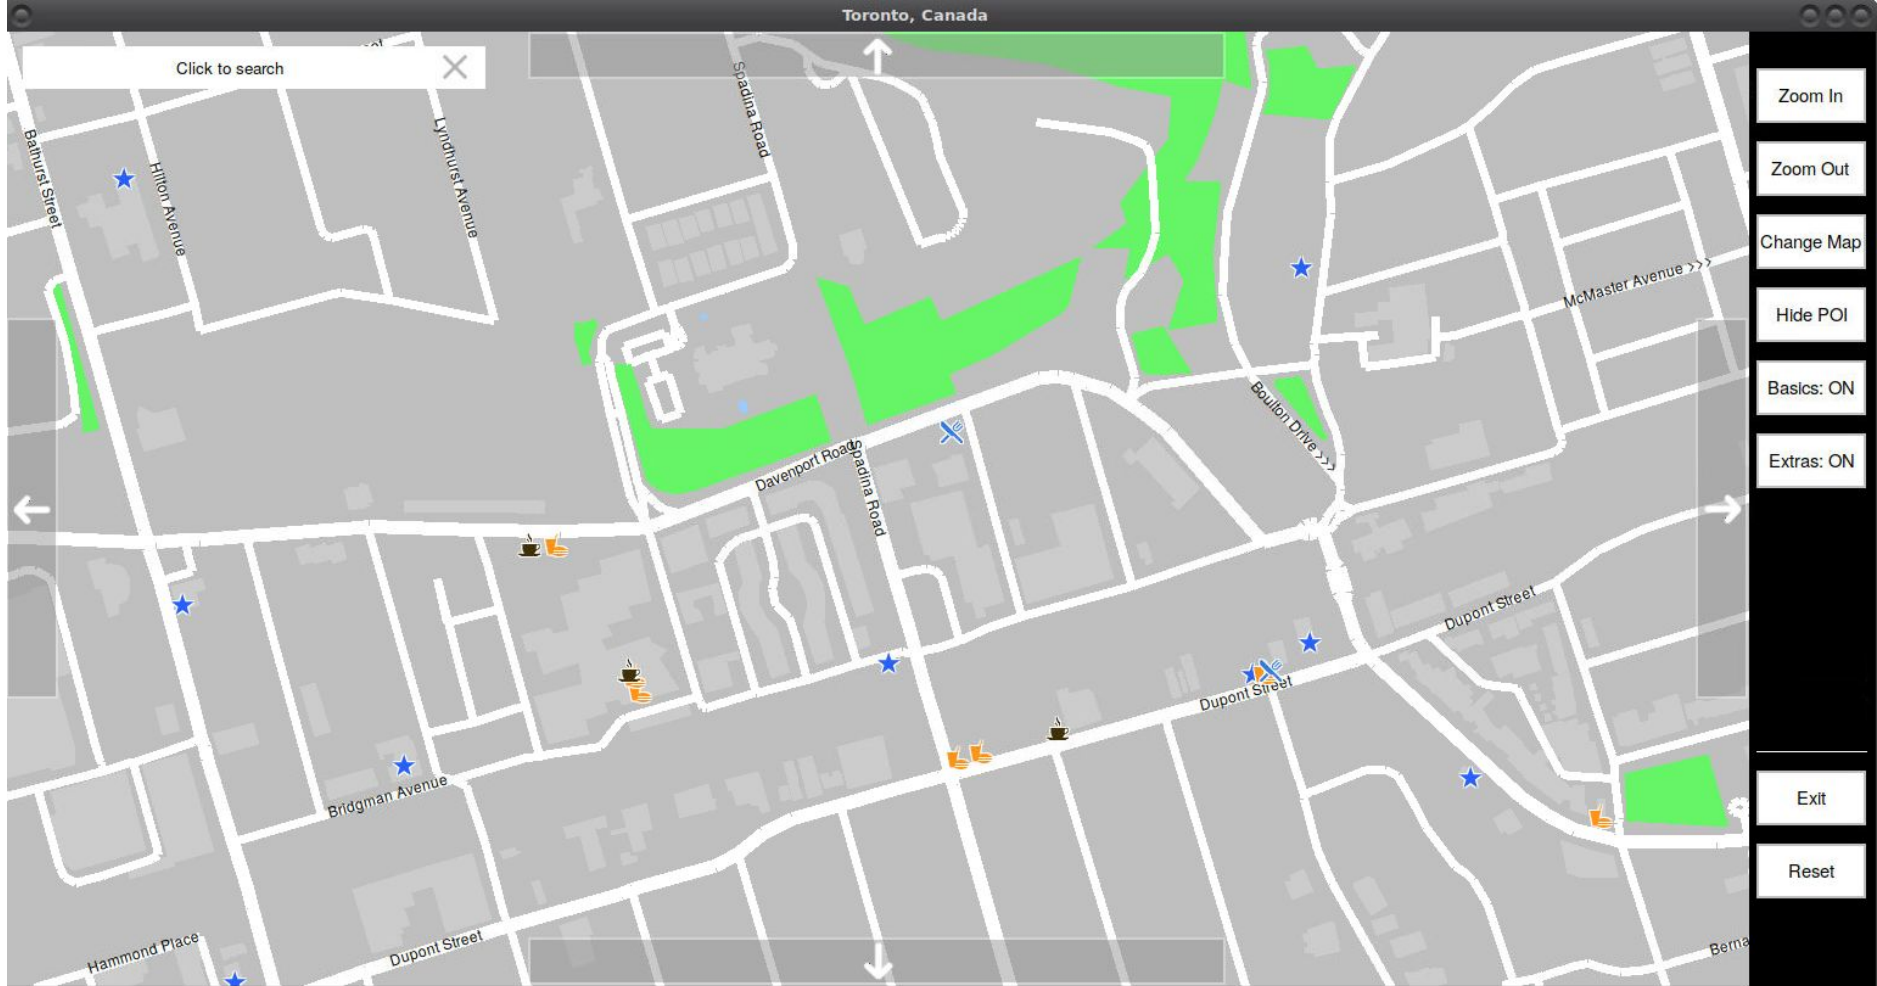 Toronto, Canada
Click to search
Zoom In
Zoom Out
Change Map
Hide POI
Basics: ON
Extras: ON
Exit
Reset
Bathurst Street
Hilton Avenue
Lyndhurst Avenue
Spadina Road
McMaster Avenue >>>
Boulton Drive >>>
Davenport Road
Spadina Road
Dupont Street
Dupont Street
Bridgman Avenue
Hammond Place
Dupont Street
Berna